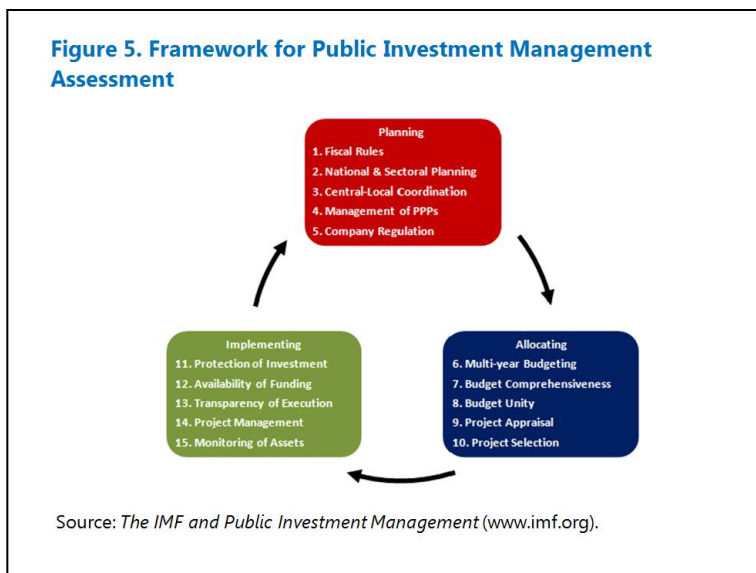 Figure 5. Framework for Public Investment Management
Assessment
Planning
1. Fiscal Rules
2. National & Sectoral Planning
3. Central-Local Coordination
4. Management of PPPs
5. Company Regulation
Implementing
11. Protection of Investment
12. Availability of Funding
13. Transparency of Execution
14. Project Management
15. Monitoring of Assets
Allocating
6. Multi-year Budgeting
7. Budget Comprehensiveness
8. Budget Unity
9. Project Appraisal
10. Project Selection
Source: The IMF and Public Investment Management (www.imf.org).